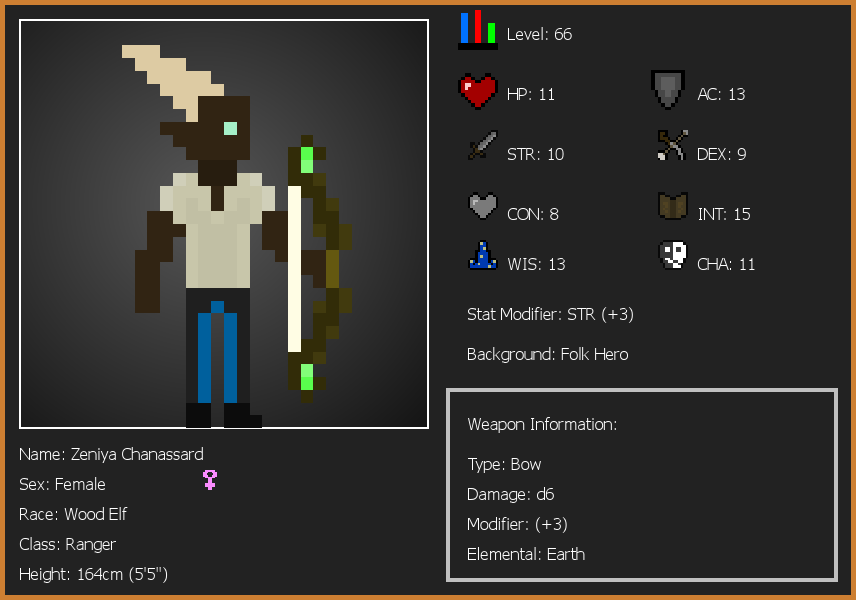 Level: 66
HP: 11
AC: 13
STR: 10
DEX: 9
CON: 8
INT: 15
WIS: 13
CHA: 11
Stat Modifier: STR (+3)
Background: Folk Hero
Weapon Information:
Type: Bow
Damage: d6
Modifier: (+3)
Elemental: Earth
Name: Zeniya Chanassard
Sex: Female
Race: Wood Elf
Class: Ranger
Height: 164cm (5'5")